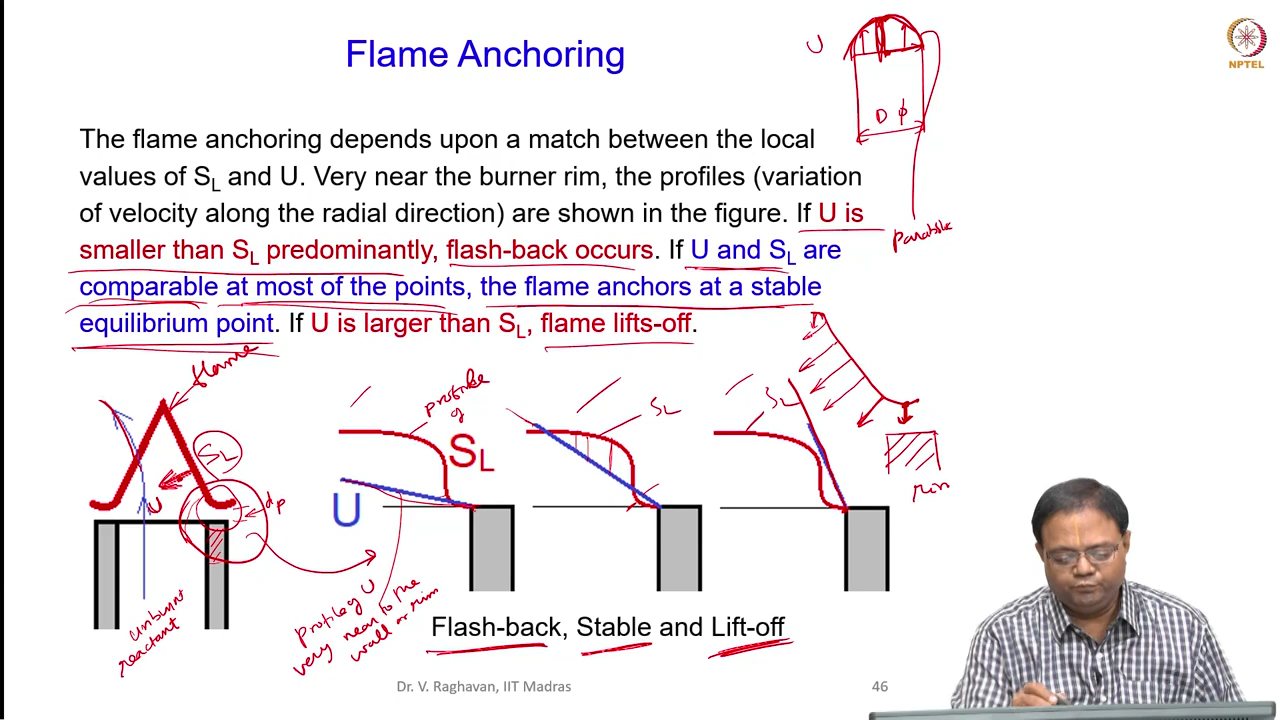 Flame Anchoring
NPTEL
U
D ϕ
parabola
The flame anchoring depends upon a match between the local
values of SL and U. Very near the burner rim, the profiles (variation
of velocity along the radial direction) are shown in the figure. If U is
smaller than SL predominantly, flash-back occurs. If U and SL are
comparable at most of the points, the flame anchors at a stable
equilibrium point. If U is larger than SL, flame lifts-off.
flame
SL
U
dp
unburnt
reactant
profile
of
SL
U
SL
SL
rim
profile of U
very near to the
wall or rim
Flash-back, Stable and Lift-off
Dr. V. Raghavan, IIT Madras
46